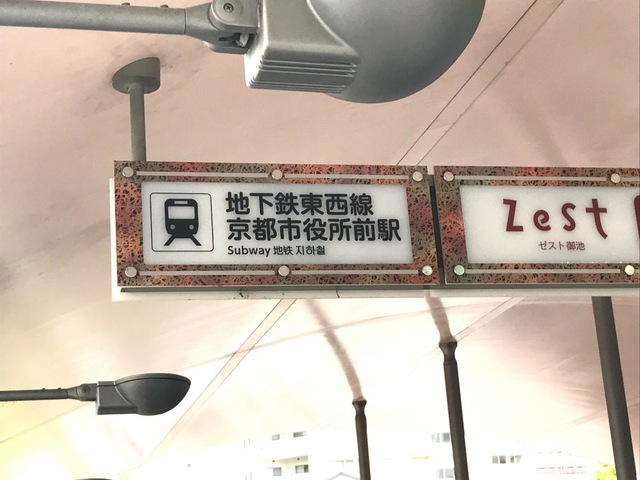 地下鉄東西線
京都市役所前駅
Subway 地铁 지하철
Zest
ゼスト御池